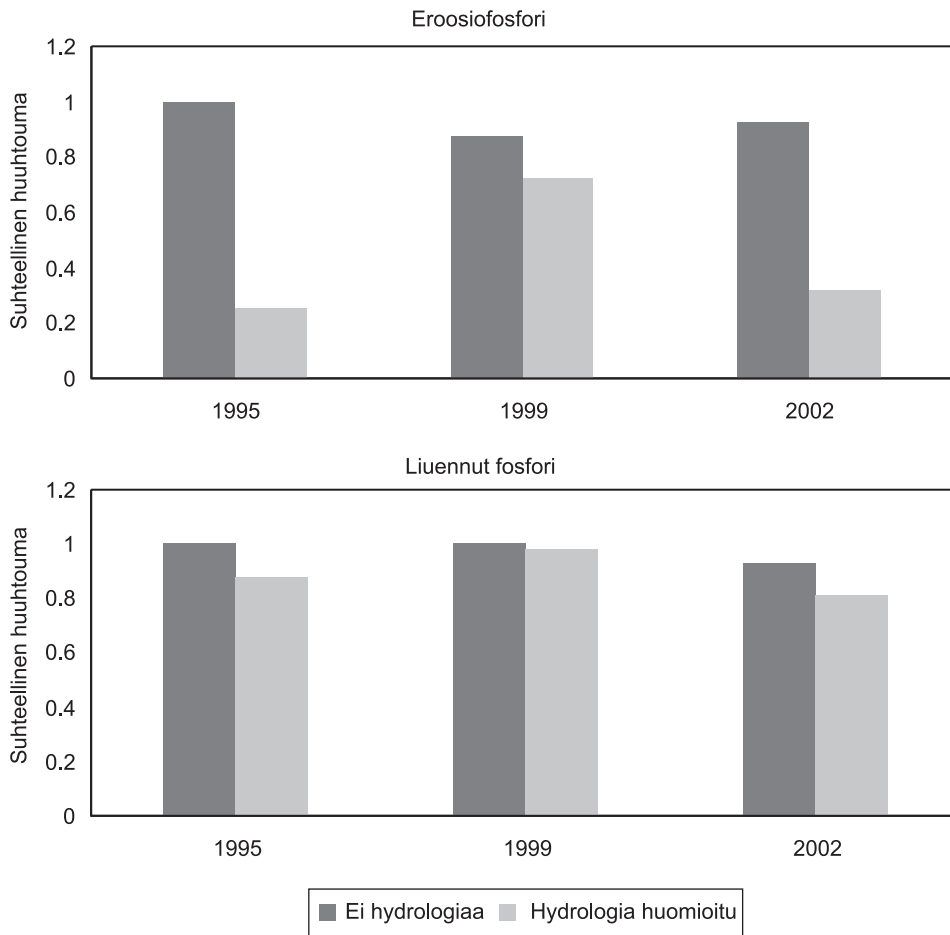 Eroosiofosfori
Suhteellinen huuhtouma
1.2
1
0.8
0.6
0.4
0.2
0
1995 1999 2002
Liuennut fosfori
Suhteellinen huuhtouma
1.2
1
0.8
0.6
0.4
0.2
0
1995 1999 2002
Ei hydrologiaa Hydrologia huomioitu